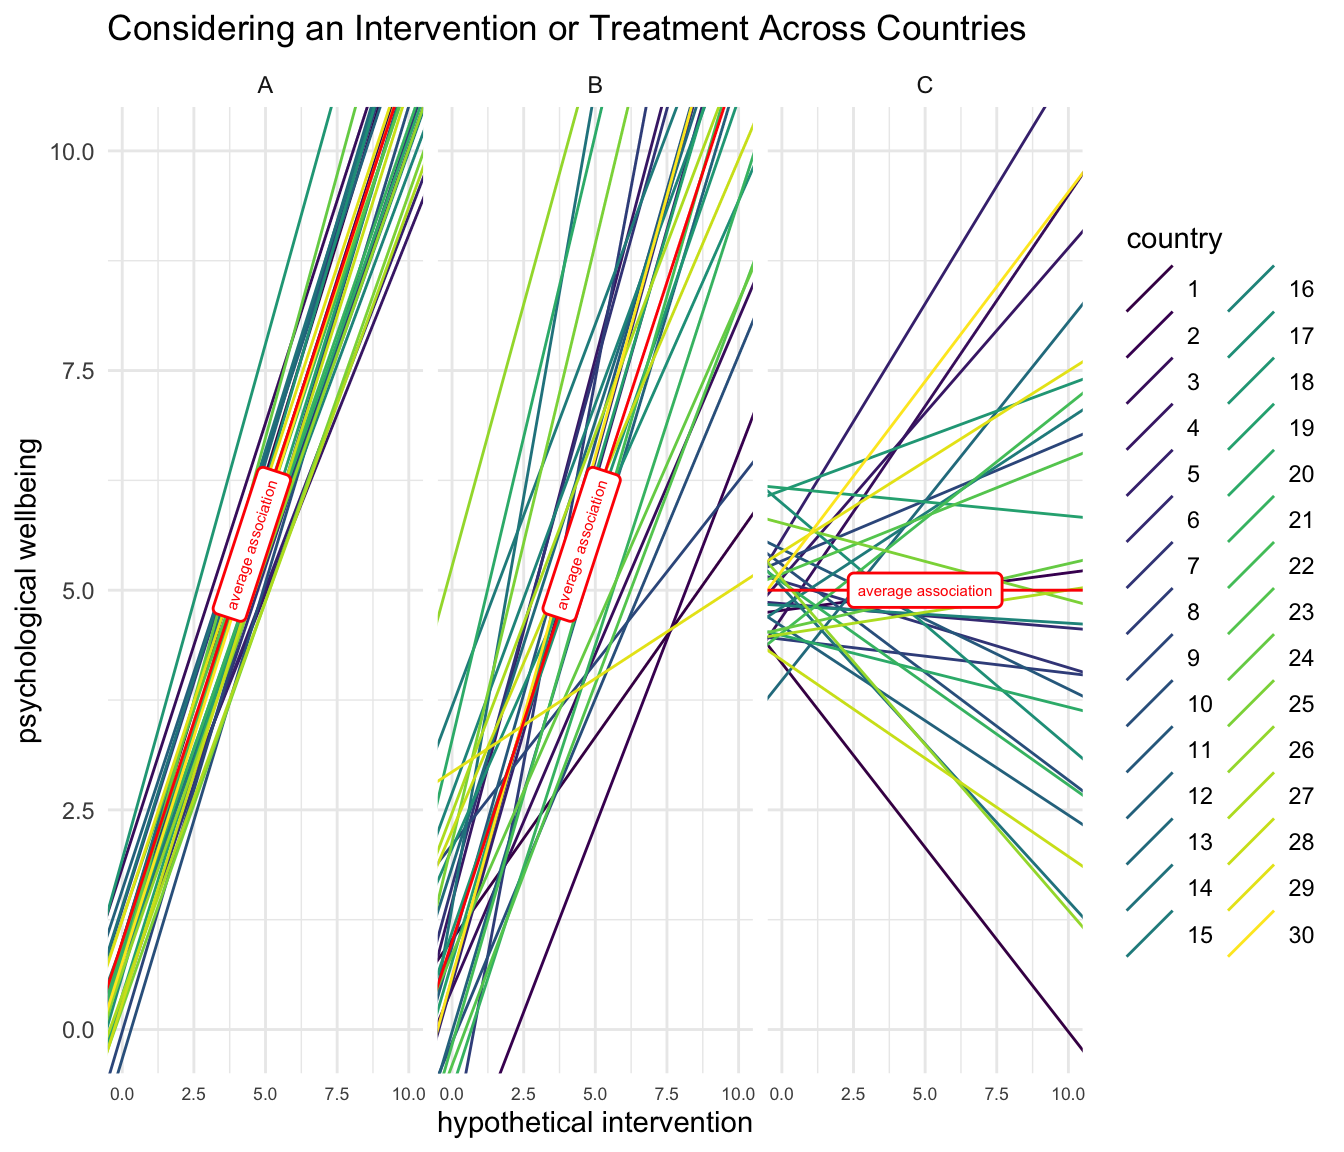 Considering an Intervention or Treatment Across Countries
A B C
10.0
7.5
5.0
2.5
0.0
psychological wellbeing
average association
average association
average association
0.0 2.5 5.0 7.5 10.0 0.0 2.5 5.0 7.5 10.0 0.0 2.5 5.0 7.5 10.0
hypothetical intervention
country
1 16
2 17
3 18
4 19
5 20
6 21
7 22
8 23
9 24
10 25
11 26
12 27
13 28
14 29
15 30